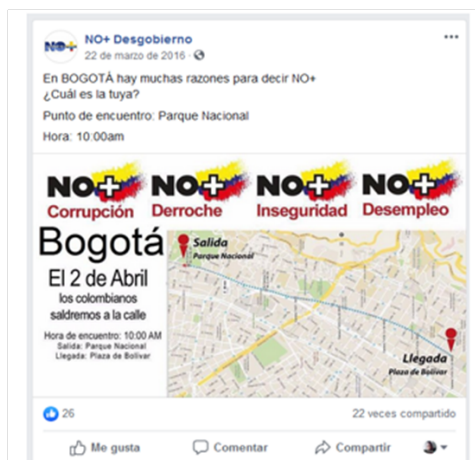 NO+ NO+ Desgobierno
22 de marzo de 2016 ·
En BOGOTÁ hay muchas razones para decir NO+
¿Cuál es la tuya?
Punto de encuentro: Parque Nacional
Hora: 10:00am
NO+ NO+ NO+ NO+
Corrupción Derroche Inseguridad Desempleo
Bogotá
El 2 de Abril
los colombianos
saldremos a la calle
Hora de encuentro: 10:00 AM
Salida: Parque Nacional
Llegada: Plaza de Bolivar
Salida
Parque Nacional
Llegada
Plaza de Bolivar
26 22 veces compartido
Me gusta Comentar Compartir